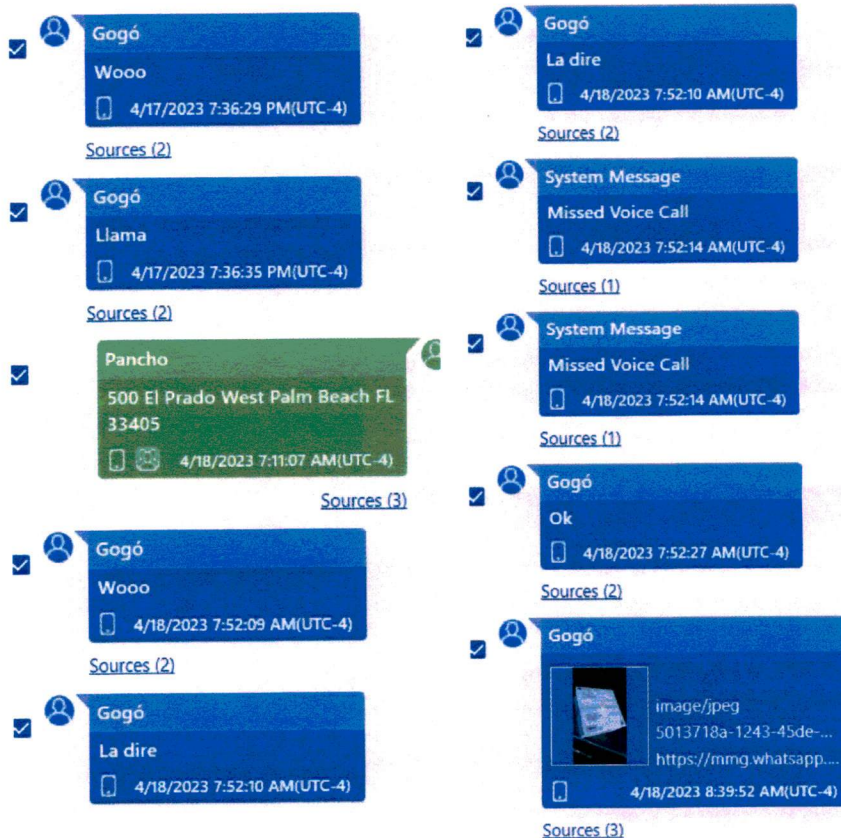 Gogó
Wooo
4/17/2023 7:36:29 PM(UTC-4)
Sources (2)
Gogó
Llama
4/17/2023 7:36:35 PM(UTC-4)
Sources (2)
Pancho
500 El Prado West Palm Beach FL
33405
4/18/2023 7:11:07 AM(UTC-4)
Sources (3)
Gogó
Wooo
4/18/2023 7:52:09 AM(UTC-4)
Sources (2)
Gogó
La dire
4/18/2023 7:52:10 AM(UTC-4)
Gogó
La dire
4/18/2023 7:52:10 AM(UTC-4)
Sources (2)
System Message
Missed Voice Call
4/18/2023 7:52:14 AM(UTC-4)
Sources (1)
System Message
Missed Voice Call
4/18/2023 7:52:14 AM(UTC-4)
Sources (1)
Gogó
Ok
4/18/2023 7:52:27 AM(UTC-4)
Sources (2)
Gogó
image/jpeg
5013718a-1243-45de-...
https://mmg.whatsapp....
4/18/2023 8:39:52 AM(UTC-4)
Sources (3)